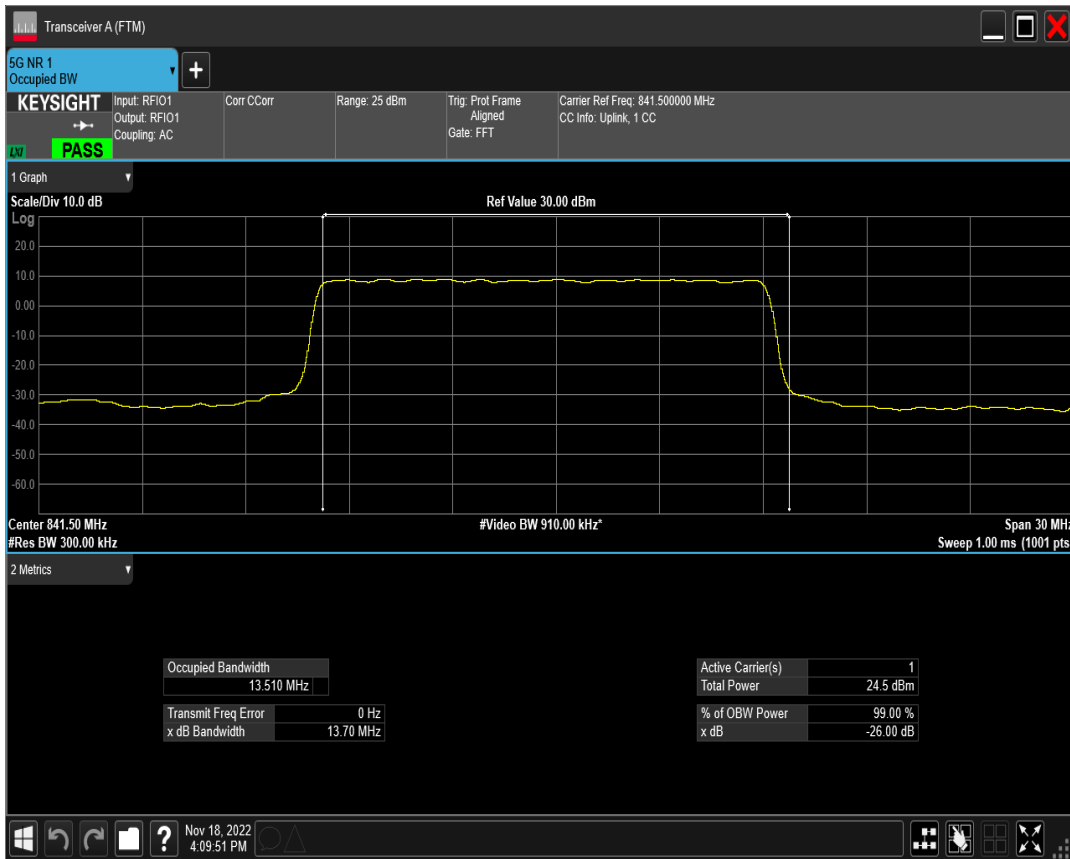 Transceiver A (FTM)
5G NR 1
Occupied BW
+
KEYSIGHT
LXI
PASS
Input: RFIO1
Output: RFIO1
Coupling: AC
Corr CCorr
Range: 25 dBm
Trig: Prot Frame
Aligned
Gate: FFT
Carrier Ref Freq: 841.500000 MHz
CC Info: Uplink, 1 CC
1 Graph
Scale/Div 10.0 dB
Ref Value 30.00 dBm
Log
20.0
10.0
0.00
-10.0
-20.0
-30.0
-40.0
-50.0
-60.0
Center 841.50 MHz
#Video BW 910.00 kHz*
Span 30 MHz
#Res BW 300.00 kHz
Sweep 1.00 ms (1001 pts
2 Metrics
Occupied Bandwidth
13.510 MHz
Transmit Freq Error 0 Hz
x dB Bandwidth 13.70 MHz
Active Carrier(s) 1
Total Power 24.5 dBm
% of OBW Power 99.00 %
x dB -26.00 dB
?
Nov 18, 2022
4:09:51 PM